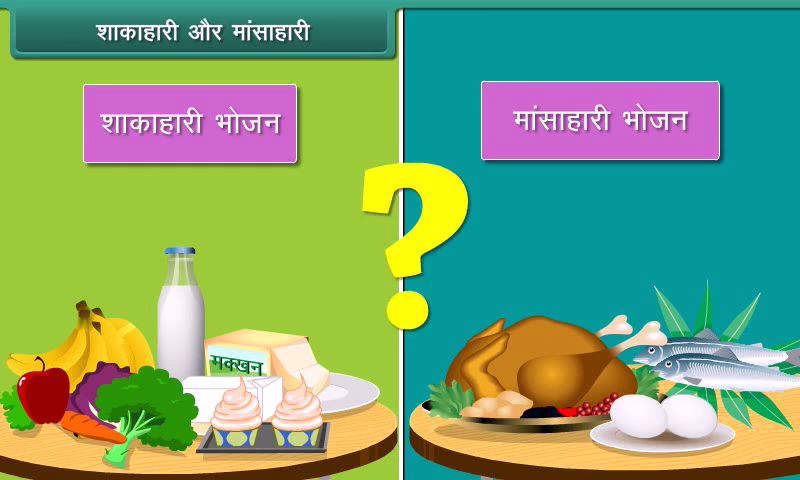 शाकाहारी और मांसाहारी
शाकाहारी भोजन
मांसाहारी भोजन
?
मक्खन